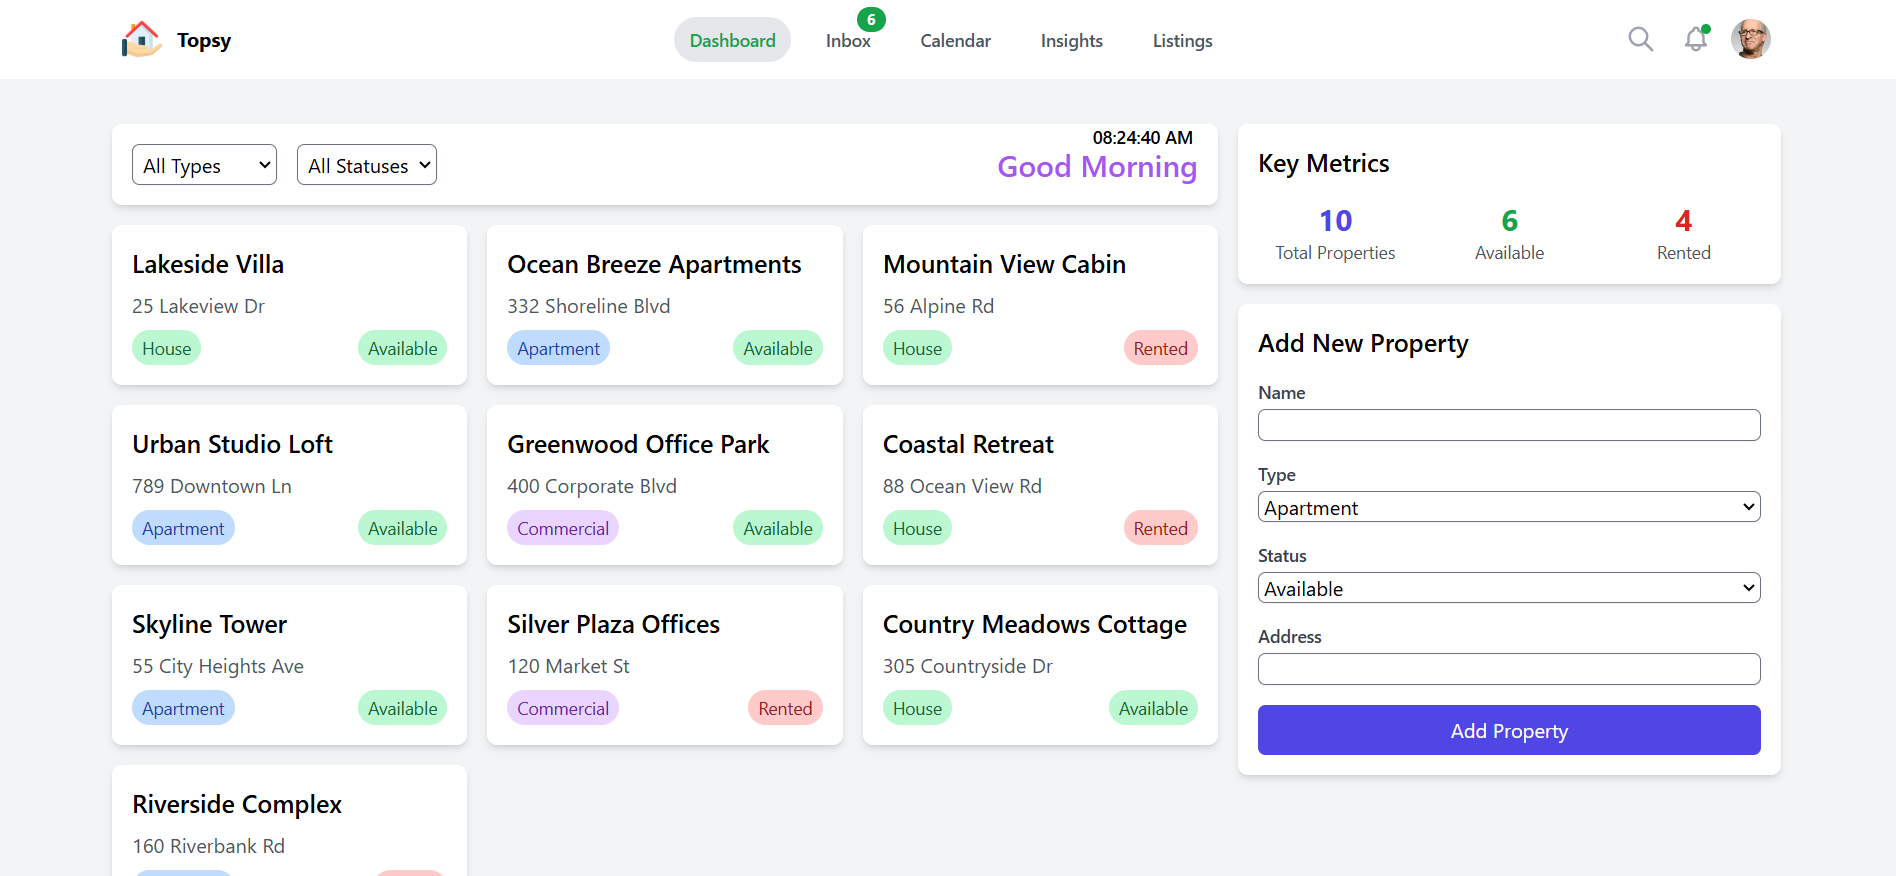 Topsy
Dashboard
Inbox
6
Calendar
Insights
Listings
All Types
All Statuses
08:24:40 AM
Good Morning
Lakeside Villa
25 Lakeview Dr
House
Available
Ocean Breeze Apartments
332 Shoreline Blvd
Apartment
Available
Mountain View Cabin
56 Alpine Rd
House
Rented
Urban Studio Loft
789 Downtown Ln
Apartment
Available
Greenwood Office Park
400 Corporate Blvd
Commercial
Available
Coastal Retreat
88 Ocean View Rd
House
Rented
Skyline Tower
55 City Heights Ave
Apartment
Available
Silver Plaza Offices
120 Market St
Commercial
Rented
Country Meadows Cottage
305 Countryside Dr
House
Available
Riverside Complex
160 Riverbank Rd
Key Metrics
10
Total Properties
6
Available
4
Rented
Add New Property
Name
Type
Apartment
Status
Available
Address
Add Property